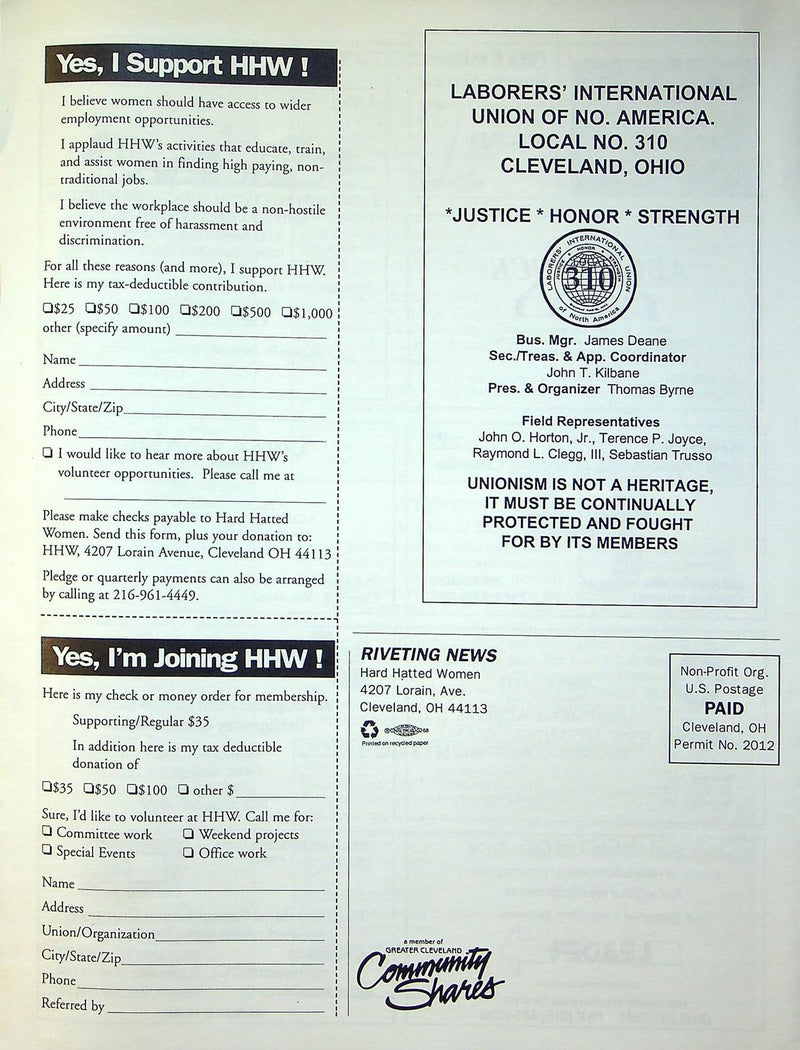 Yes, I Support HHW !
I believe women should have access to wider
employment opportunities.
I applaud HHW's activities that educate, train,
and assist women in finding high paying, non-
traditional jobs.
I believe the workplace should be a non-hostile
environment free of harassment and
discrimination.
For all these reasons (and more), I support HHW.
Here is my tax-deductible contribution.
❏$25 ❏$50 ❏$100 ❏$200 ❏$500 ❏$1,000
other (specify amount)
Name
Address
City/State/Zip
Phone
❏ I would like to hear more about HHW's
volunteer opportunities. Please call me at
Please make checks payable to Hard Hatted
Women. Send this form, plus your donation to:
HHW, 4207 Lorain Avenue, Cleveland OH 44113
Pledge or quarterly payments can also be arranged
by calling at 216-961-4449.
Yes, I'm Joining HHW !
Here is my check or money order for membership.
Supporting/Regular $35
In addition here is my tax deductible
donation of
❏$35 ❏$50 ❏$100 ❏ other $
Sure, I'd like to volunteer at HHW. Call me for:
❏ Committee work ❏ Weekend projects
❏ Special Events ❏ Office work
Name
Address
Union/Organization
City/State/Zip
Phone
Referred by
LABORERS' INTERNATIONAL
UNION OF NO. AMERICA.
LOCAL NO. 310
CLEVELAND, OHIO
*JUSTICE * HONOR * STRENGTH
LABORERS' INTERNATIONAL UNION
HONOR
LOCAL
310
of North America
Bus. Mgr. James Deane
Sec./Treas. & App. Coordinator
John T. Kilbane
Pres. & Organizer Thomas Byrne
Field Representatives
John O. Horton, Jr., Terence P. Joyce,
Raymond L. Clegg, III, Sebastian Trusso
UNIONISM IS NOT A HERITAGE,
IT MUST BE CONTINUALLY
PROTECTED AND FOUGHT
FOR BY ITS MEMBERS
RIVETING NEWS
Hard Hatted Women
4207 Lorain, Ave.
Cleveland, OH 44113
Printed on recycled paper
Non-Profit Org.
U.S. Postage
PAID
Cleveland, OH
Permit No. 2012
a member of
GREATER CLEVELAND
Community
Shares